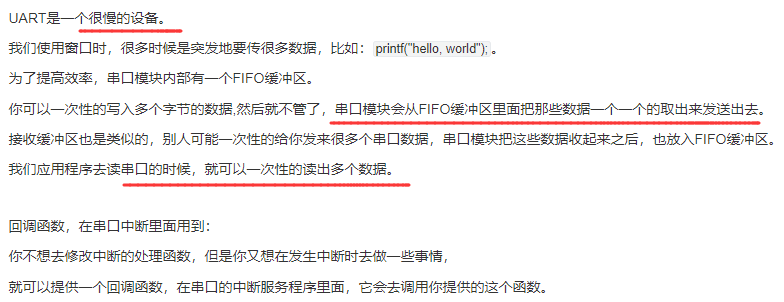 UART是一个很慢的设备。
我们使用窗口时，很多时候是突发地要传很多数据，比如：printf("hello, world");。
为了提高效率，串口模块内部有一个FIFO缓冲区。
你可以一次性的写入多个字节的数据,然后就不管了，串口模块会从FIFO缓冲区里面把那些数据一个一个的取出来发送出去。
接收缓冲区也是类似的，别人可能一次性的给你发来很多个串口数据，串口模块把这些数据收起来之后，也放入FIFO缓冲区。
我们应用程序去读串口的时候，就可以一次性的读出多个数据。
回调函数，在串口中断里面用到：
你不想去修改中断的处理函数，但是你又想在发生中断时去做一些事情，
就可以提供一个回调函数，在串口的中断服务程序里面，它会去调用你提供的这个函数。